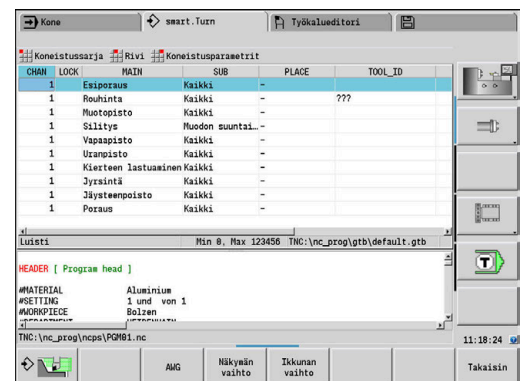 Kone smart.Turn Työkalueditori
Koneistussarja Rivi Koneistusparametrit
CHAN LOCK MAIN SUB PLACE TOOL_ID
1 Esiporaus Kaikki -
1 Rouhinta Kaikki - ???
1 Muotopisto Kaikki -
1 Silitys Muodon suuntai… -
1 Vapaapisto Kaikki -
1 Uranpisto Kaikki -
1 Kierteen lastuaminen Kaikki -
1 Jyrsintä Kaikki -
1 Jäysteenpoisto Kaikki -
1 Poraus Kaikki -
Luisti Min 0, Max 123456 TNC:\nc_prog\gtb\default.gtb
HEADER [ Program head ]
#MATERIAL Aluminium
#SETTING 1 und von 1
#WORKPIECE Bolzen
TNC:\nc_prog\ncps\PGM01.nc
T
11:18:24
AWG Näkymän vaihto Ikkunan vaihto Takaisin